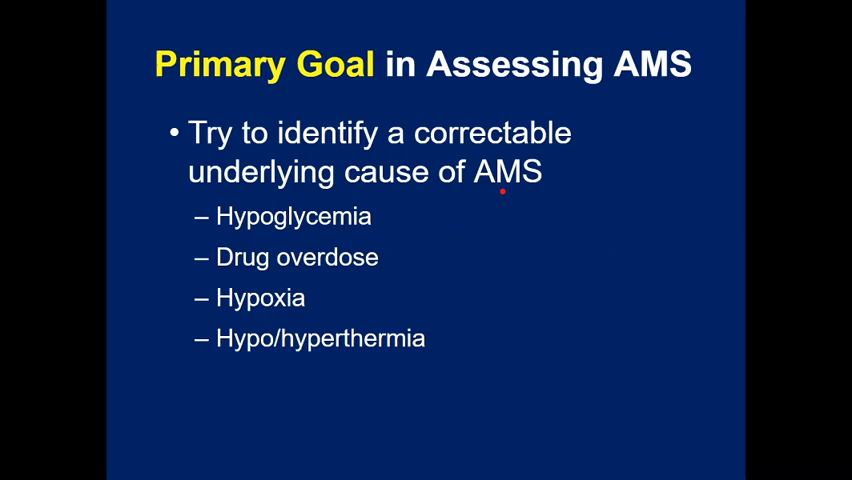 Primary Goal in Assessing AMS
• Try to identify a correctable
underlying cause of AMS
– Hypoglycemia
– Drug overdose
– Hypoxia
– Hypo/hyperthermia